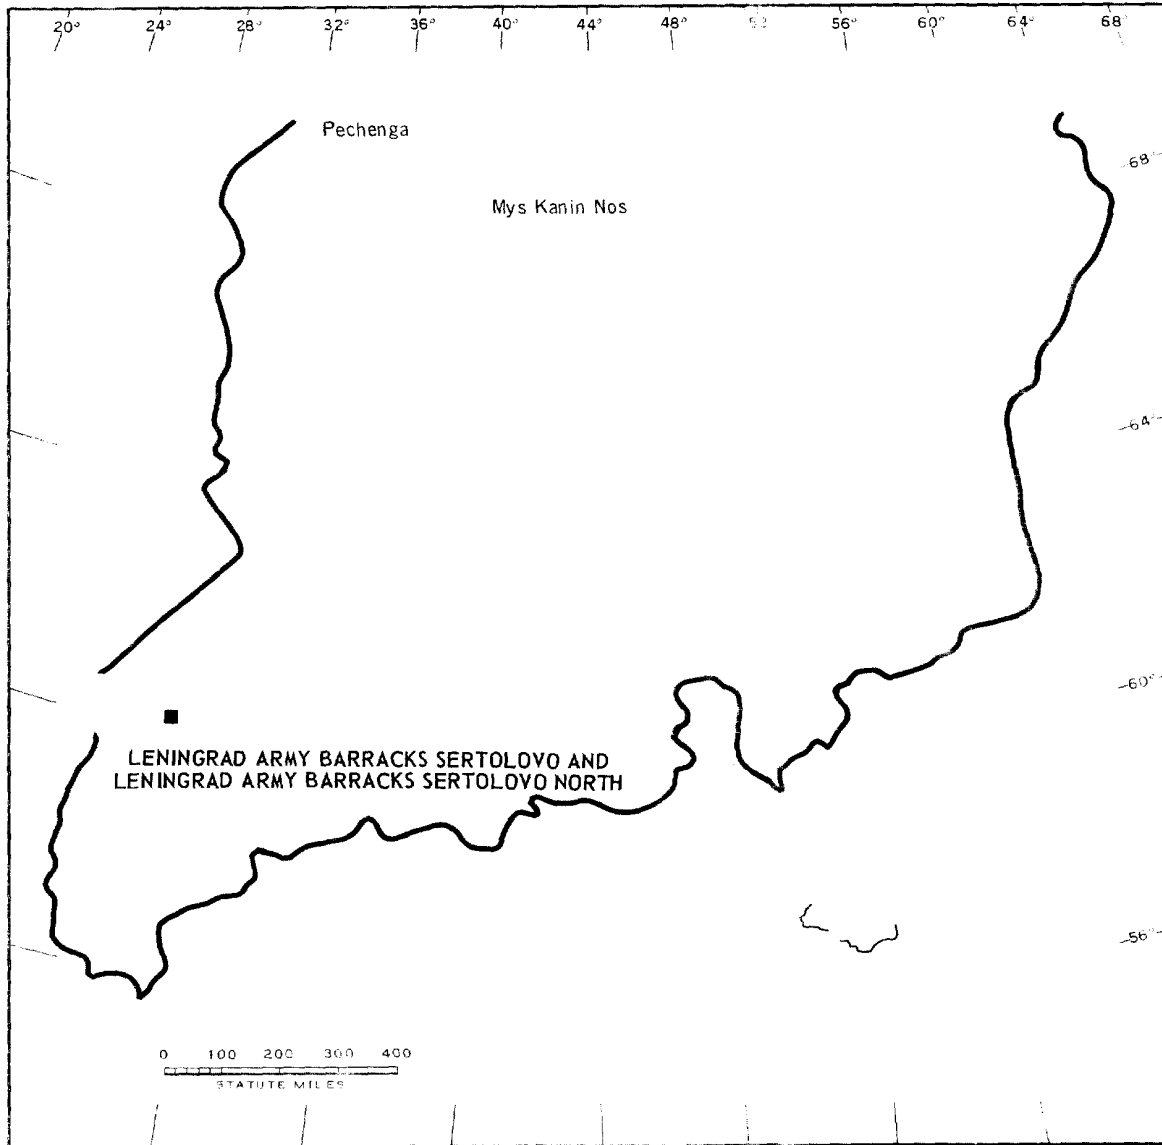 20° 24° 28° 32° 36° 40° 44° 48° 52 56° 60° 64° 68°
Pechenga
68°
Mys Kanin Nos
64°
60°
LENINGRAD ARMY BARRACKS SERTOLOVO AND
LENINGRAD ARMY BARRACKS SERTOLOVO NORTH
56°
0 100 200 300 400
STATUTE MILES